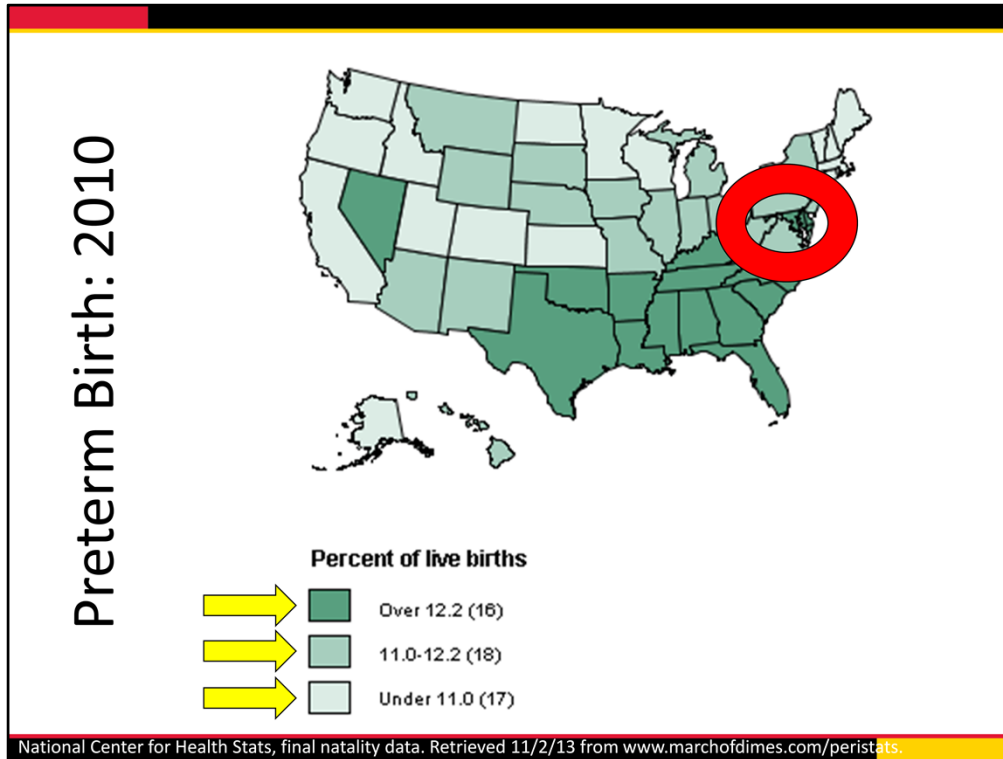 Preterm Birth: 2010
Percent of live births
Over 12.2 (16)
11.0-12.2 (18)
Under 11.0 (17)
National Center for Health Stats, final natality data. Retrieved 11/2/13 from www.marchofdimes.com/peristats.